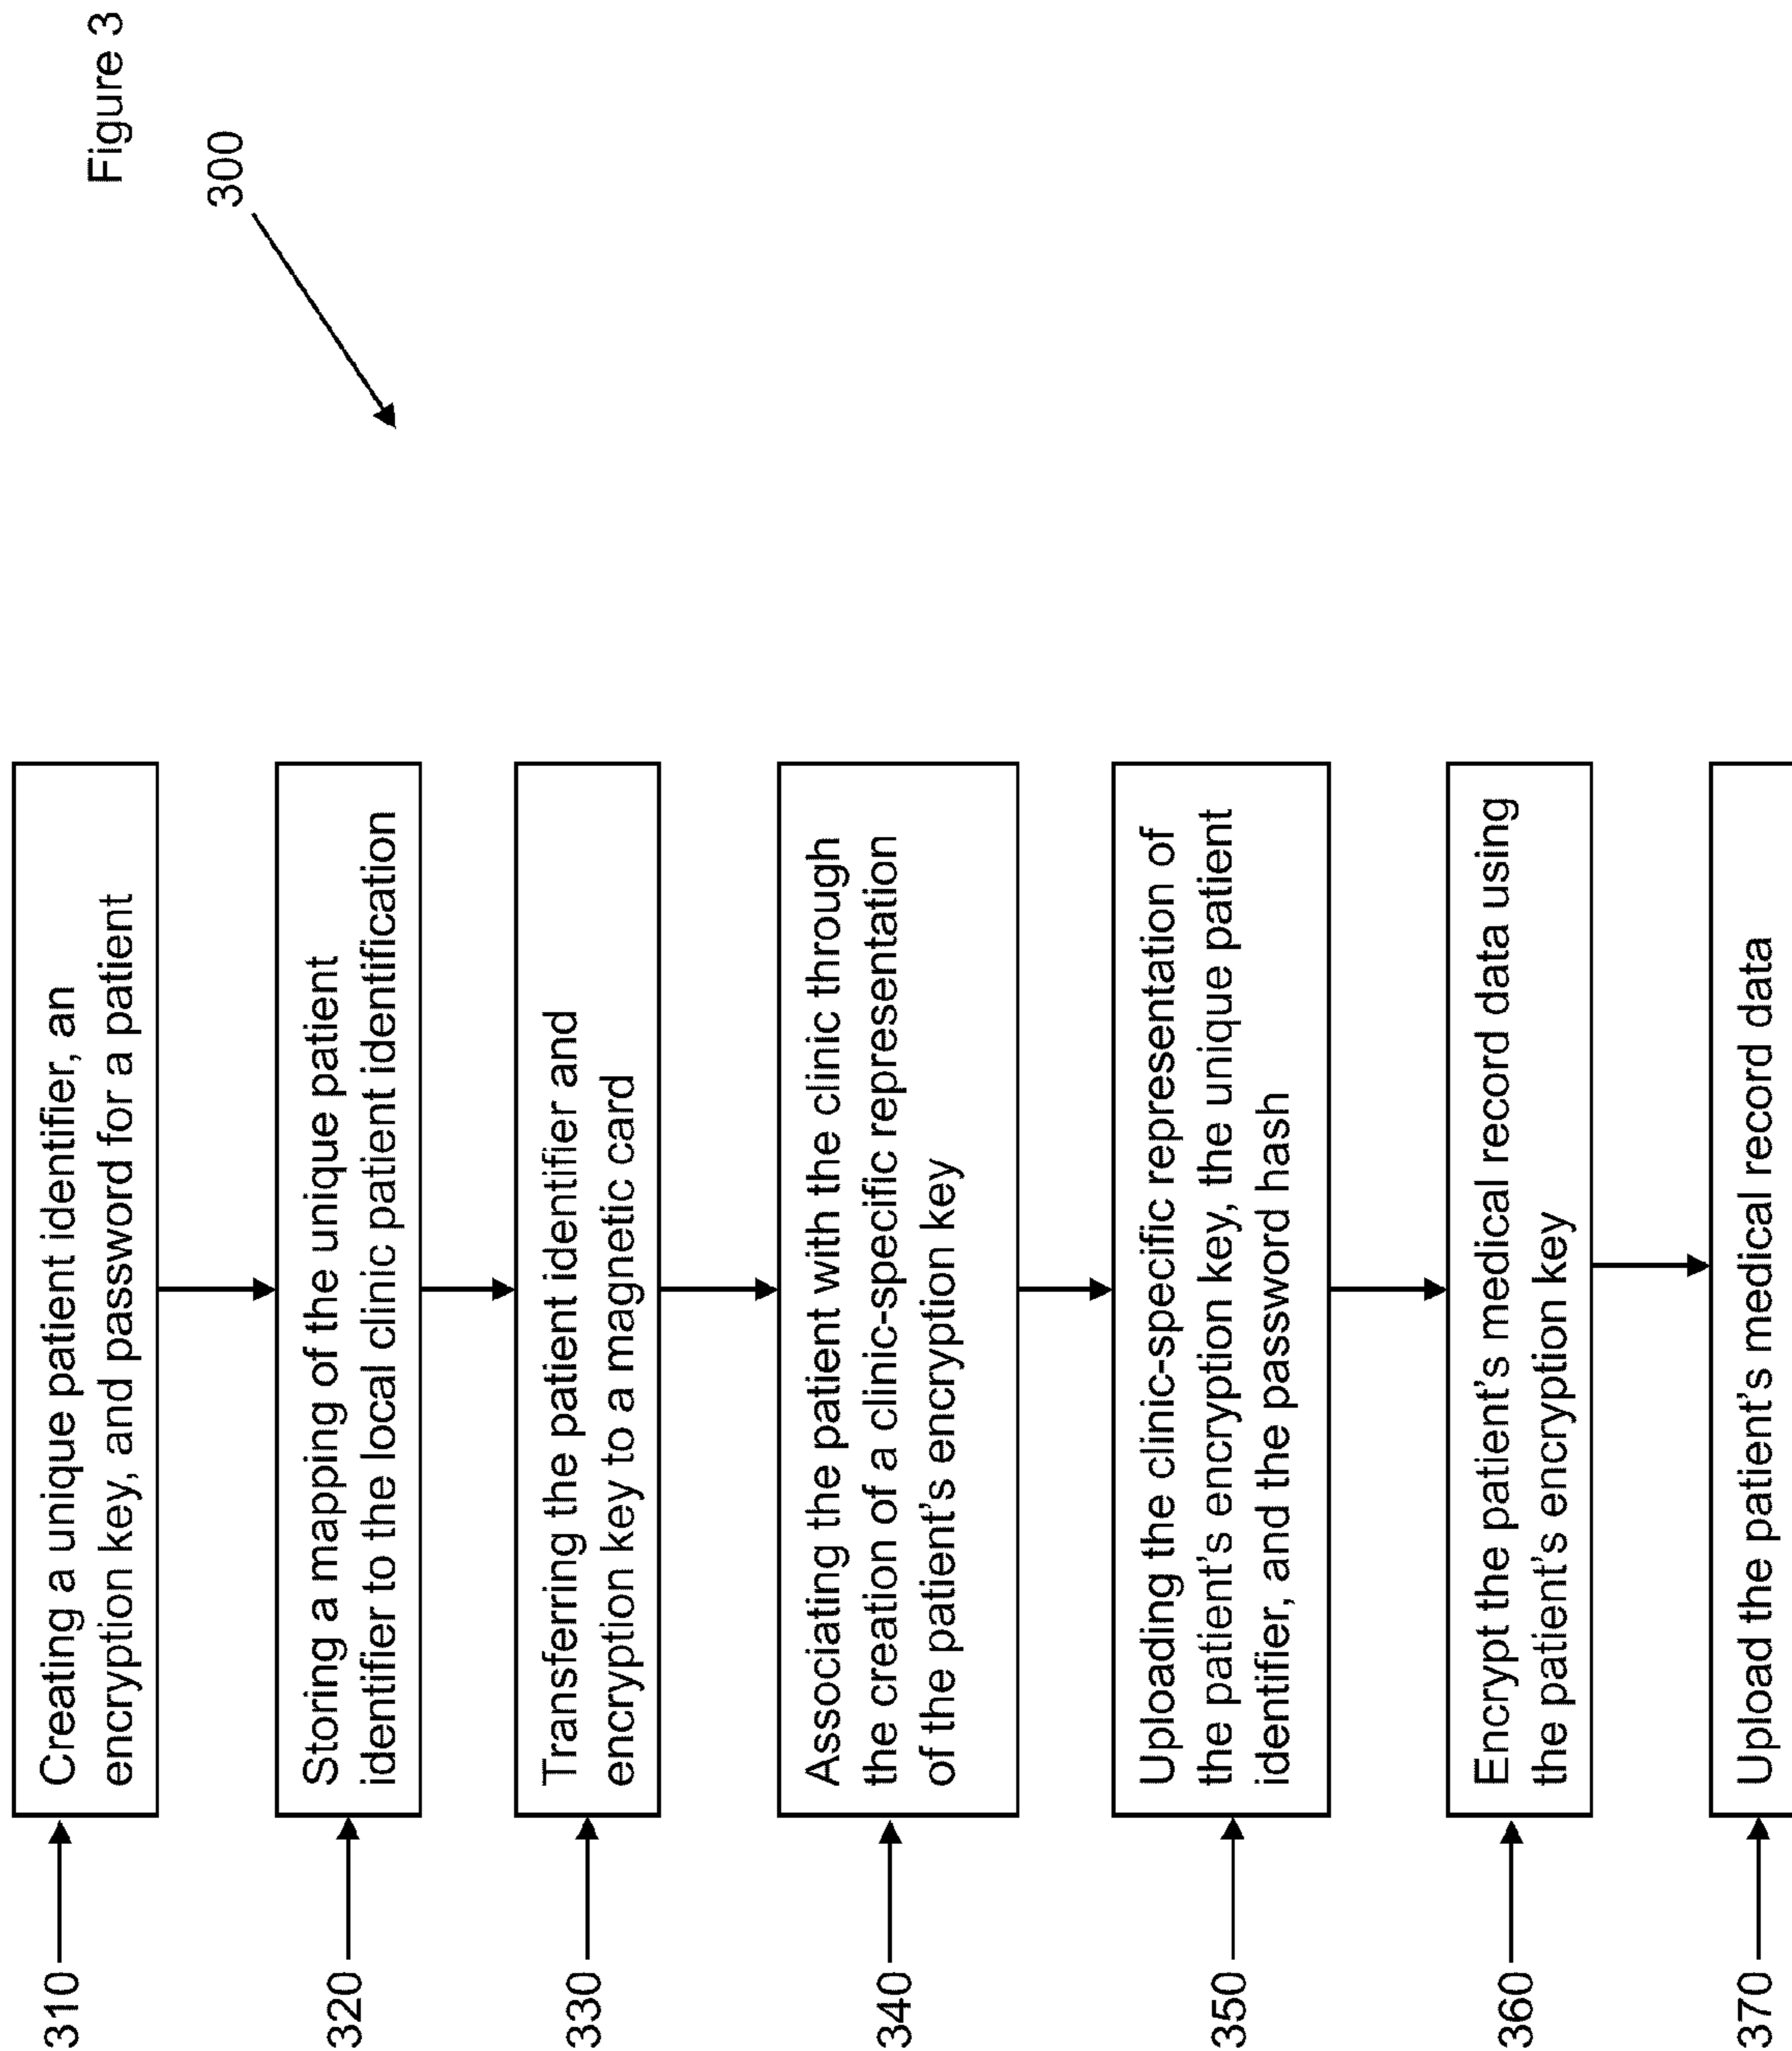 Figure 3
300
310
Creating a unique patient identifier, an
encryption key, and password for a patient
320
Storing a mapping of the unique patient
identifier to the local clinic patient identification
330
Transferring the patient identifier and
encryption key to a magnetic card
340
Associating the patient with the clinic through
the creation of a clinic-specific representation
of the patient's encryption key
350
Uploading the clinic-specific representation of
the patient's encryption key, the unique patient
identifier, and the password hash
360
Encrypt the patient's medical record data using
the patient's encryption key
370
Upload the patient's medical record data